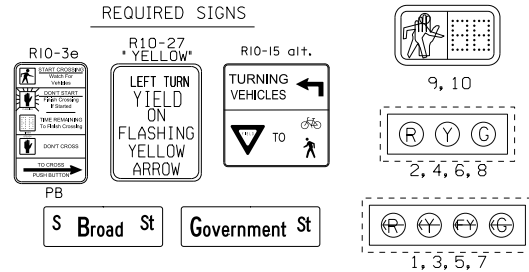 REQUIRED SIGNS
R10-3e
START CROSSING
Watch For
Vehicles
DON'T START
Finish Crossing
If Started
TIME REMAINING
To Finish Crossing
DON'T CROSS
TO CROSS
PUSH BUTTON
PB
R10-27
"YELLOW"
LEFT TURN
YIELD
ON
FLASHING
YELLOW
ARROW
R10-15 alt.
TURNING
VEHICLES
TO
S Broad St
Government St
9, 10
R Y G
2, 4, 6, 8
R Y FY G
1, 3, 5, 7